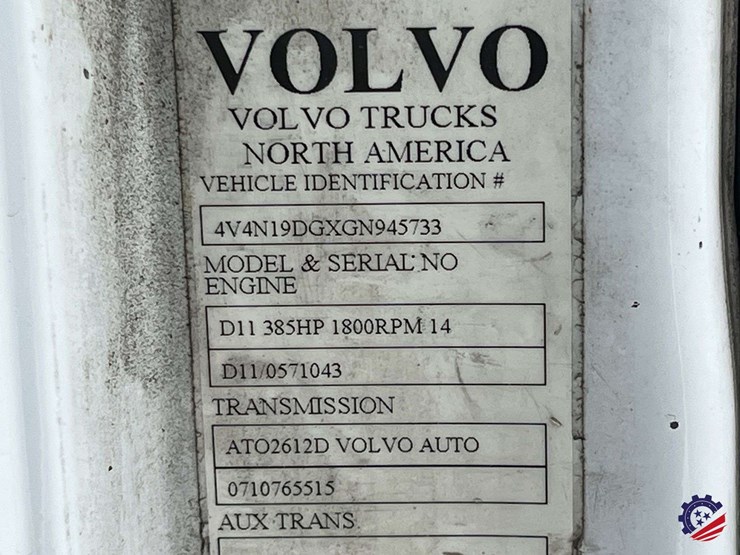 VOLVO
VOLVO TRUCKS
NORTH AMERICA
VEHICLE IDENTIFICATION #
4V4N19DGXGN945733
MODEL & SERIAL NO
ENGINE
D11 385HP 1800RPM 14
D11/0571043
TRANSMISSION
ATO2612D VOLVO AUTO
0710765515
AUX TRANS